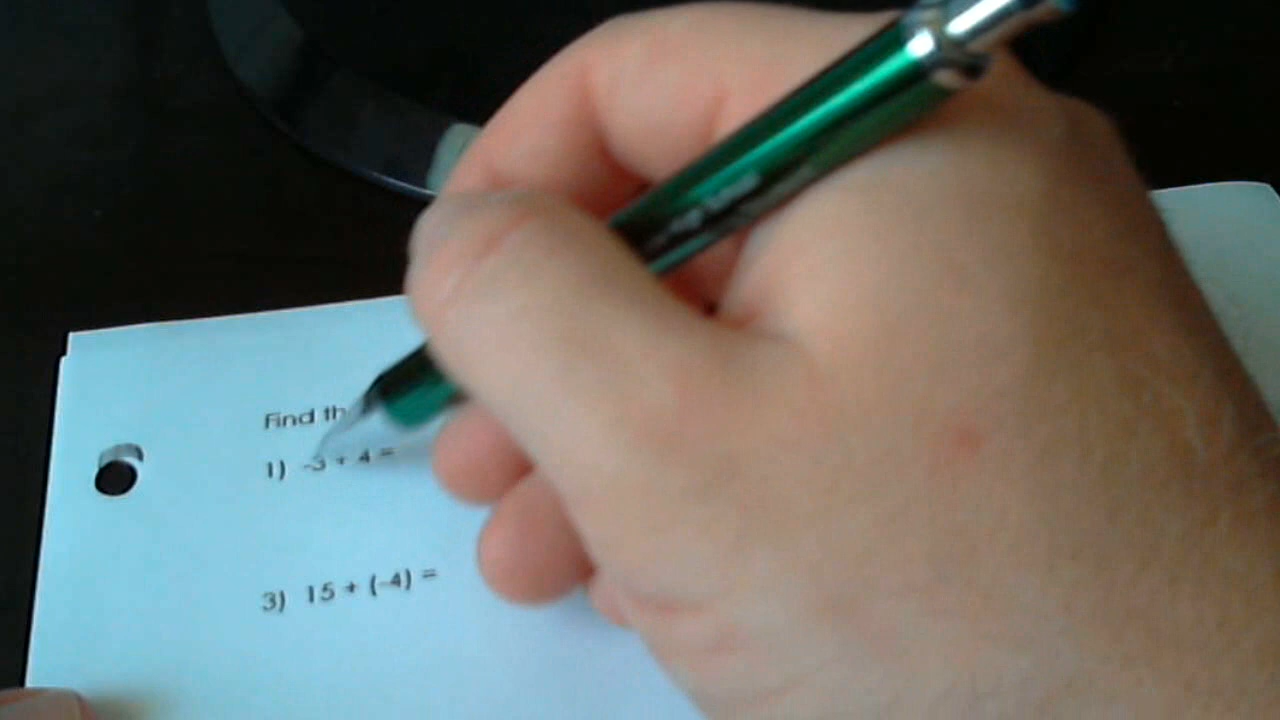 Find th
1) -3 + 4 =
3) 15 + (-4) =